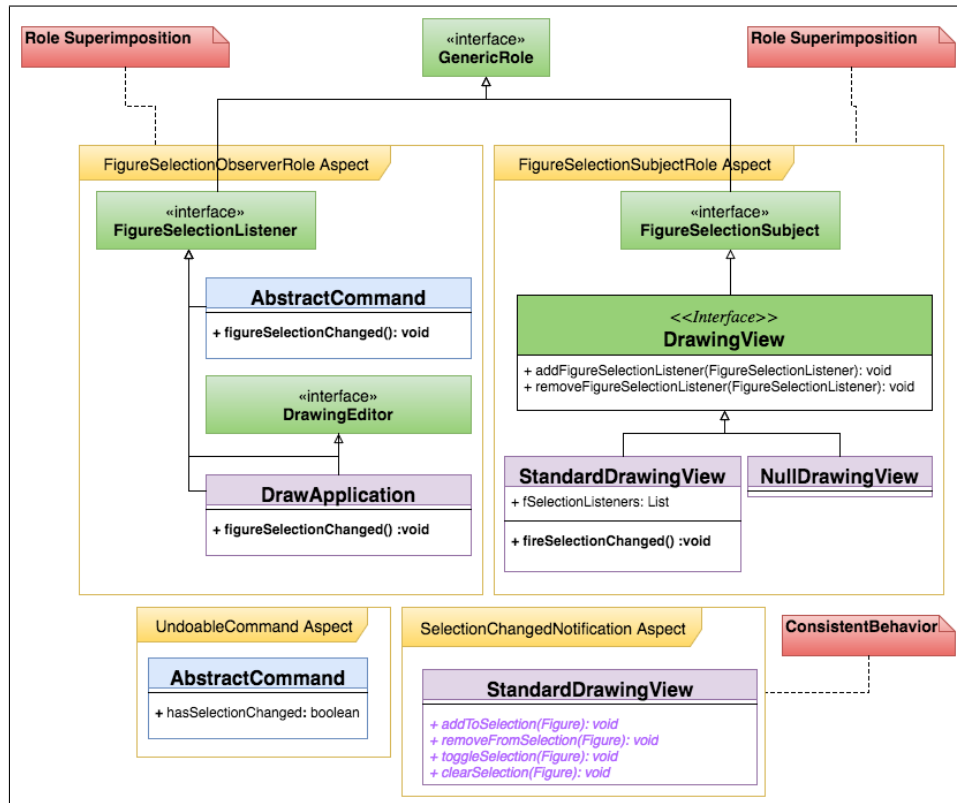 Role Superimposition
«interface»
GenericRole
Role Superimposition
FigureSelectionObserverRole Aspect
«interface»
FigureSelectionListener
AbstractCommand
+ figureSelectionChanged(): void
«interface»
DrawingEditor
DrawApplication
+ figureSelectionChanged() :void
FigureSelectionSubjectRole Aspect
«interface»
FigureSelectionSubject
<<Interface>>
DrawingView
+ addFigureSelectionListener(FigureSelectionListener): void
+ removeFigureSelectionListener(FigureSelectionListener): void
StandardDrawingView
+ fSelectionListeners: List
+ fireSelectionChanged() :void
NullDrawingView
UndoableCommand Aspect
AbstractCommand
+ hasSelectionChanged: boolean
SelectionChangedNotification Aspect
StandardDrawingView
+ addToSelection(Figure): void
+ removeFromSelection(Figure): void
+ toggleSelection(Figure): void
+ clearSelection(Figure): void
ConsistentBehavior